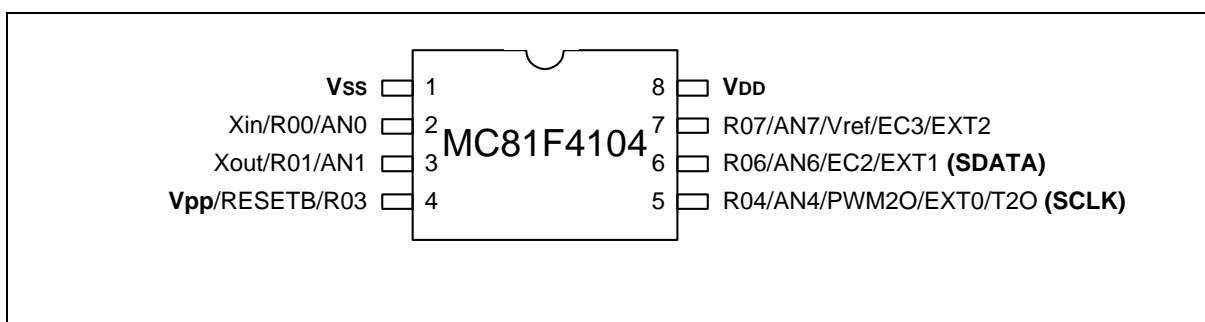 Vss 1 8 VDD
Xin/R00/AN0 2 7 R07/AN7/Vref/EC3/EXT2
MC81F4104
Xout/R01/AN1 3 6 R06/AN6/EC2/EXT1 (SDATA)
Vpp/RESETB/R03 4 5 R04/AN4/PWM2O/EXT0/T2O (SCLK)